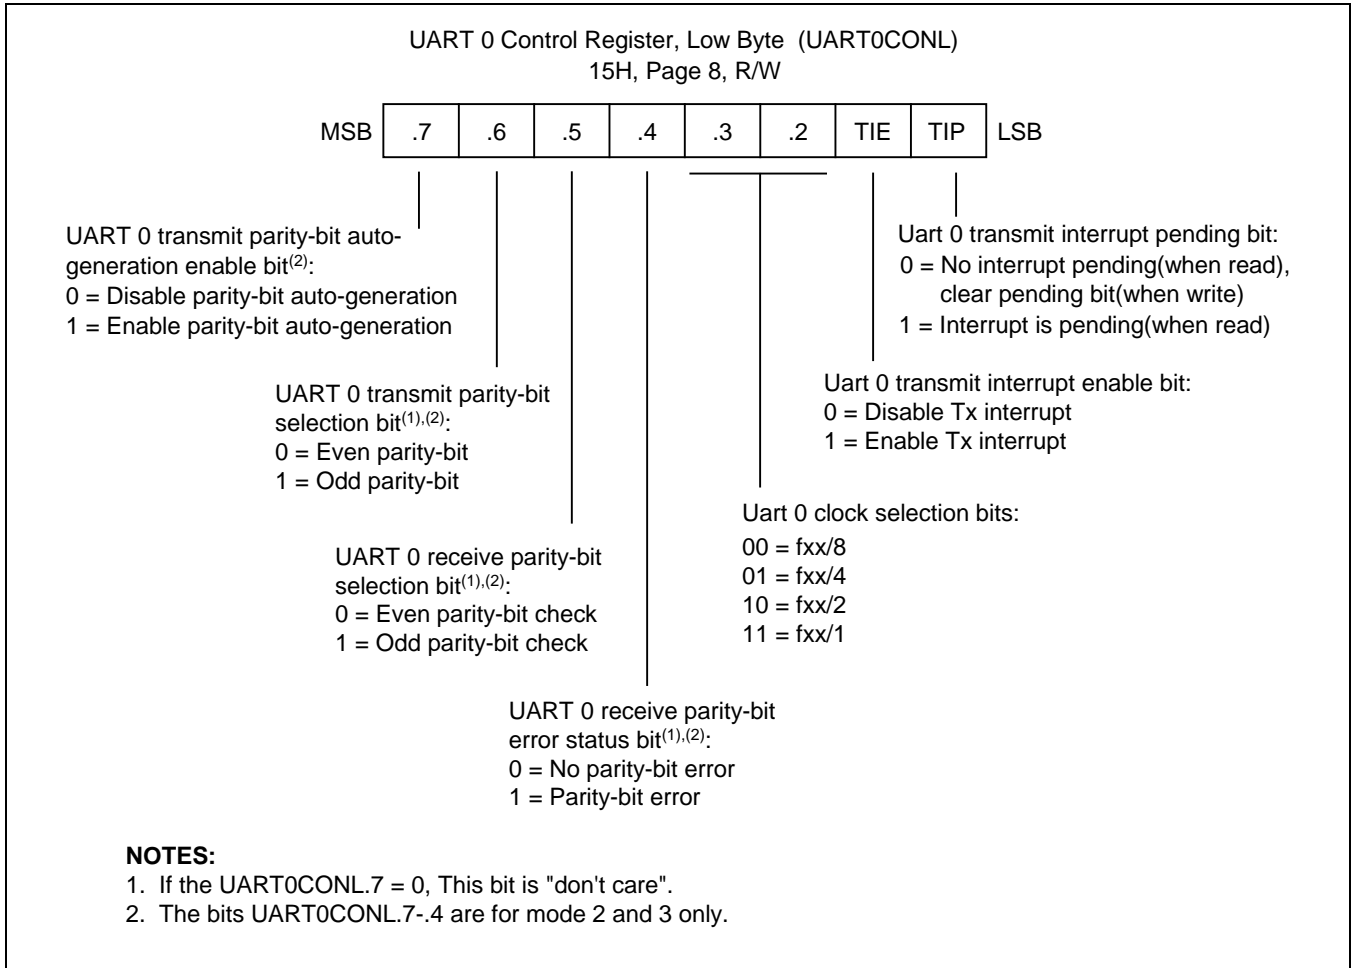 UART 0 Control Register, Low Byte (UART0CONL)
15H, Page 8, R/W
MSB .7 .6 .5 .4 .3 .2 TIE TIP LSB
UART 0 transmit parity-bit auto-
generation enable bit(2):
0 = Disable parity-bit auto-generation
1 = Enable parity-bit auto-generation
Uart 0 transmit interrupt pending bit:
0 = No interrupt pending(when read),
clear pending bit(when write)
1 = Interrupt is pending(when read)
UART 0 transmit parity-bit
selection bit(1),(2):
0 = Even parity-bit
1 = Odd parity-bit
Uart 0 transmit interrupt enable bit:
0 = Disable Tx interrupt
1 = Enable Tx interrupt
UART 0 receive parity-bit
selection bit(1),(2):
0 = Even parity-bit check
1 = Odd parity-bit check
Uart 0 clock selection bits:
00 = fxx/8
01 = fxx/4
10 = fxx/2
11 = fxx/1
UART 0 receive parity-bit
error status bit(1),(2):
0 = No parity-bit error
1 = Parity-bit error
NOTES:
1. If the UART0CONL.7 = 0, This bit is "don't care".
2. The bits UART0CONL.7-.4 are for mode 2 and 3 only.